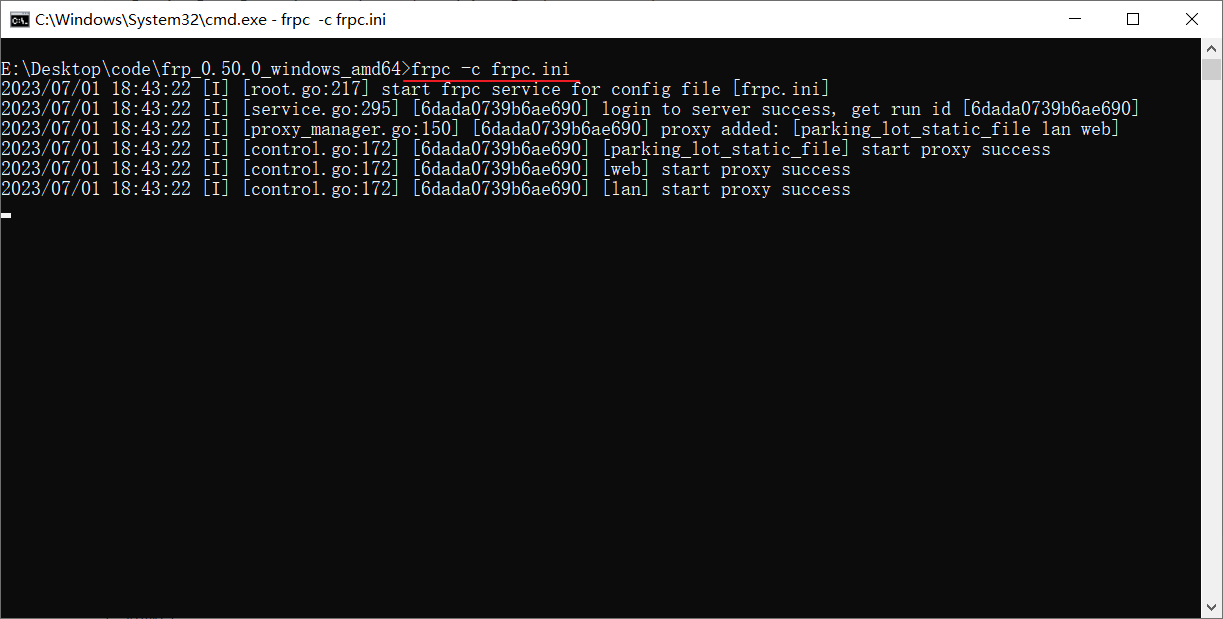 C:\Windows\System32\cmd.exe - frpc  -c frpc.ini
E:\Desktop\code\frp_0.50.0_windows_amd64>frpc -c frpc.ini
2023/07/01 18:43:22 [I] [root.go:217] start frpc service for config file [frpc.ini]
2023/07/01 18:43:22 [I] [service.go:295] [6dada0739b6ae690] login to server success, get run id [6dada0739b6ae690]
2023/07/01 18:43:22 [I] [proxy_manager.go:150] [6dada0739b6ae690] proxy added: [parking_lot_static_file lan web]
2023/07/01 18:43:22 [I] [control.go:172] [6dada0739b6ae690] [parking_lot_static_file] start proxy success
2023/07/01 18:43:22 [I] [control.go:172] [6dada0739b6ae690] [web] start proxy success
2023/07/01 18:43:22 [I] [control.go:172] [6dada0739b6ae690] [lan] start proxy success